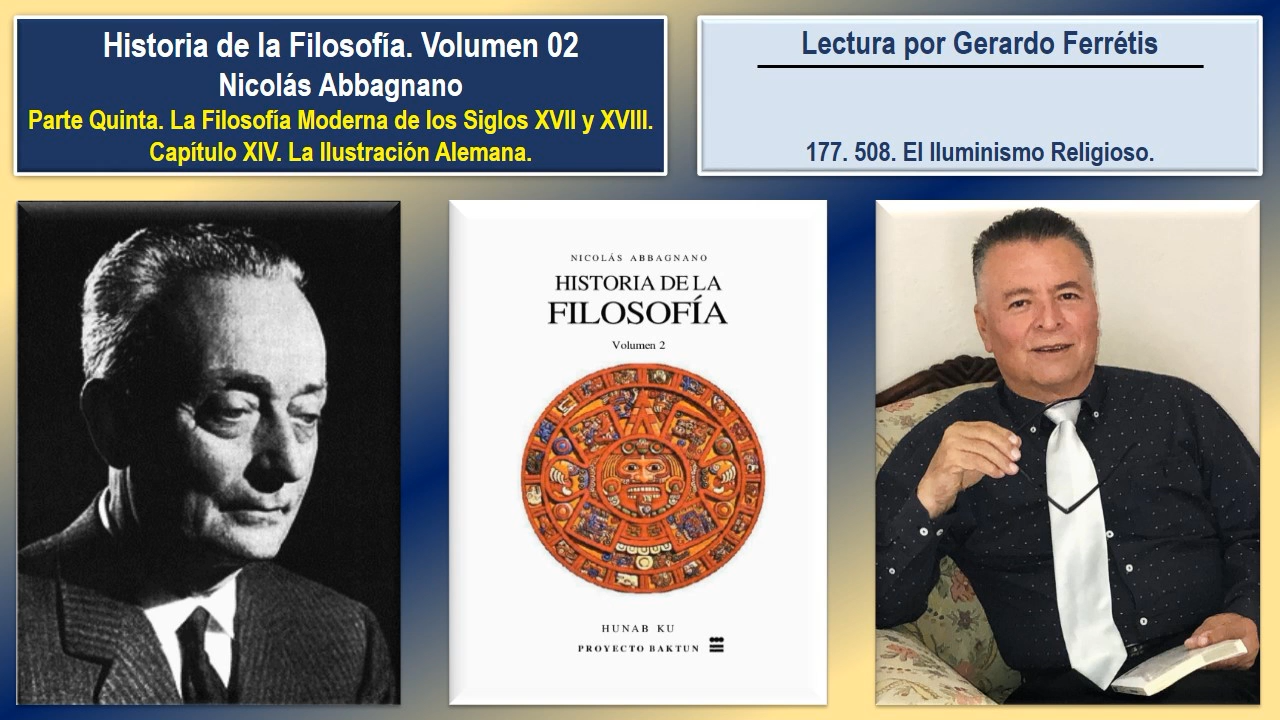 Historia de la Filosofía. Volumen 02
Nicolás Abbagnano
Parte Quinta. La Filosofía Moderna de los Siglos XVII y XVIII.
Capítulo XIV. La Ilustración Alemana.
Lectura por Gerardo Ferrétis
177. 508. El Iluminismo Religioso.
NICOLÁS ABBAGNANO
HISTORIA DE LA
FILOSOFÍA
Volumen 2
HUNAB KU
PROYECTO BAKTUN